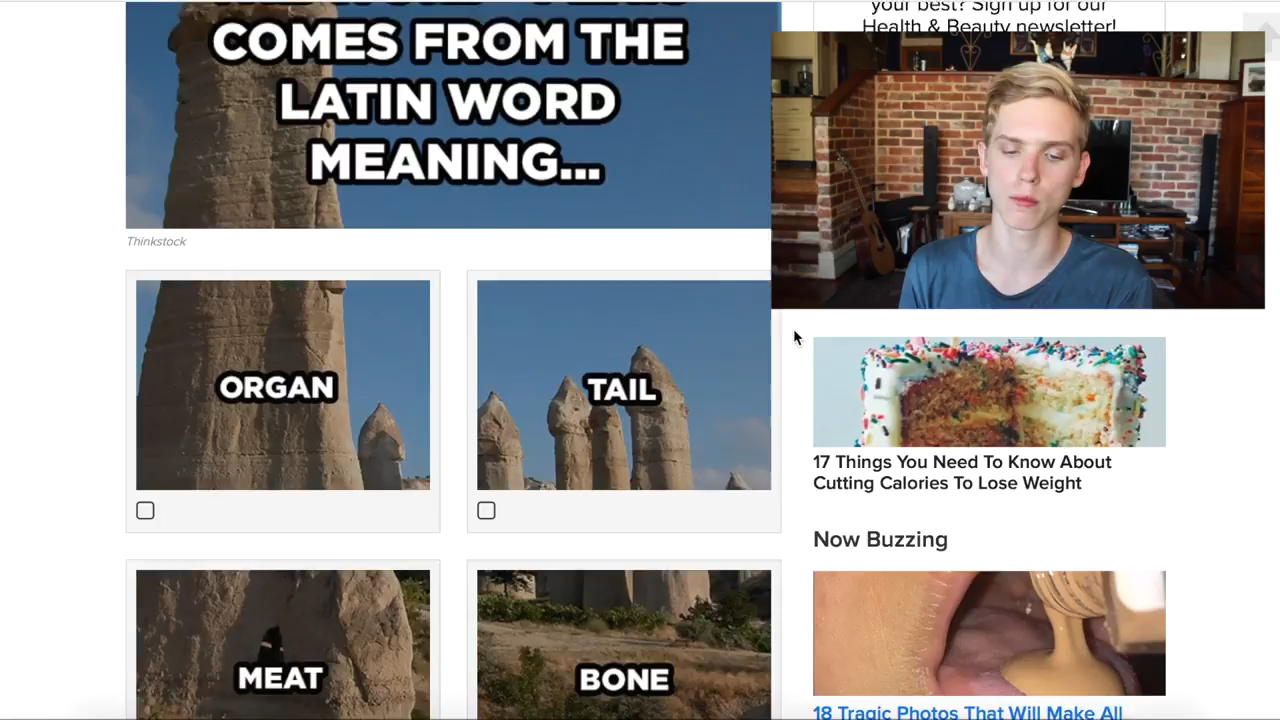 COMES FROM THE
LATIN WORD
MEANING...
Thinkstock
ORGAN
TAIL
MEAT
BONE
your best? Sign up for our
Health & Beauty newsletter!
17 Things You Need To Know About
Cutting Calories To Lose Weight
Now Buzzing
18 Tragic Photos That Will Make All